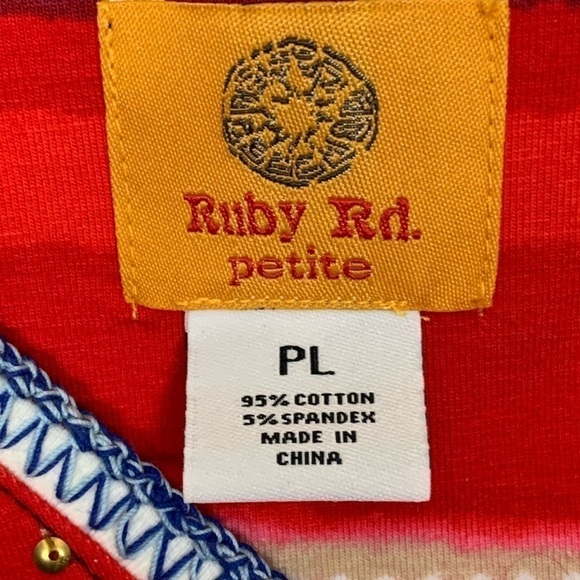 Ruby Rd.
petite
PL
95% COTTON
5% SPANDEX
MADE IN
CHINA